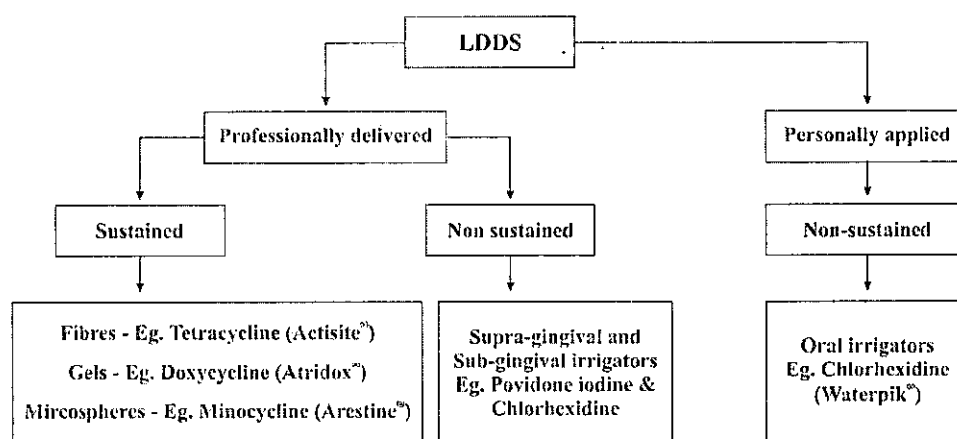 LDDS
Professionally delivered
Personally applied
Sustained
Non sustained
Non-sustained
Fibres - Eg. Tetracycline (Actisite)
Gels - Eg. Doxycycline (Atridox)
Mircospheres - Eg. Minocycline (Arestine)
Supra-gingival and
Sub-gingival irrigators
Eg. Povidone iodine &
Chlorhexidine
Oral irrigators
Eg. Chlorhexidine
(Waterpik)